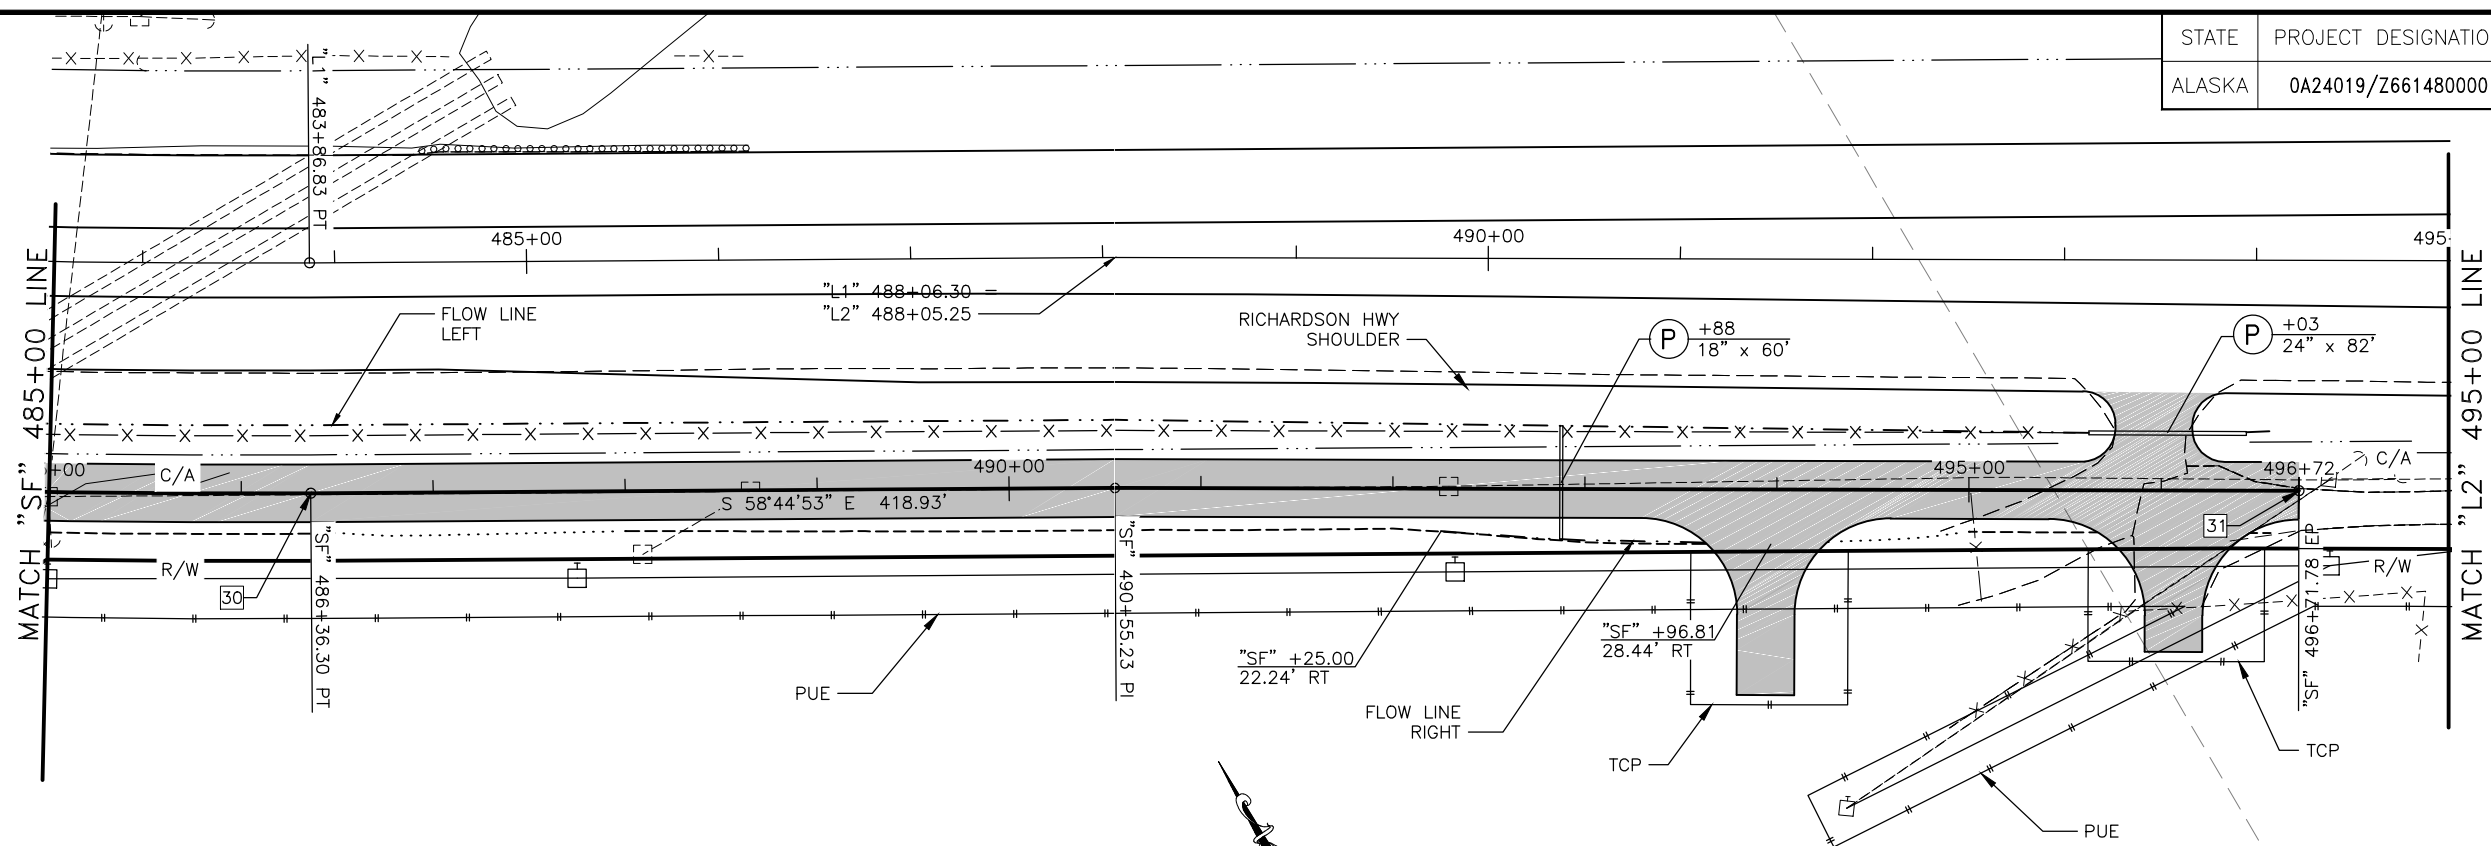 STATE
PROJECT DESIGNATIO
ALASKA
0A24019/Z661480000
"L1" 483+86.83 PT
485+00
490+00
495
MATCH "SF" 485+00 LINE
MATCH "L2" 495+00 LINE
FLOW LINE
LEFT
"L1" 488+06.30 =
"L2" 488+05.25
RICHARDSON HWY
SHOULDER
P
+88
18" x 60'
P
+03
24" x 82'
+00
C/A
490+00
495+00
496+72
C/A
S 58°44'53" E 418.93'
R/W
30
"SF" 486+36.30 PT
"SF" 490+55.23 PI
31
"SF" 496+71.78 EP
R/W
PUE
"SF" +25.00
22.24' RT
"SF" +96.81
28.44' RT
FLOW LINE
RIGHT
TCP
TCP
PUE